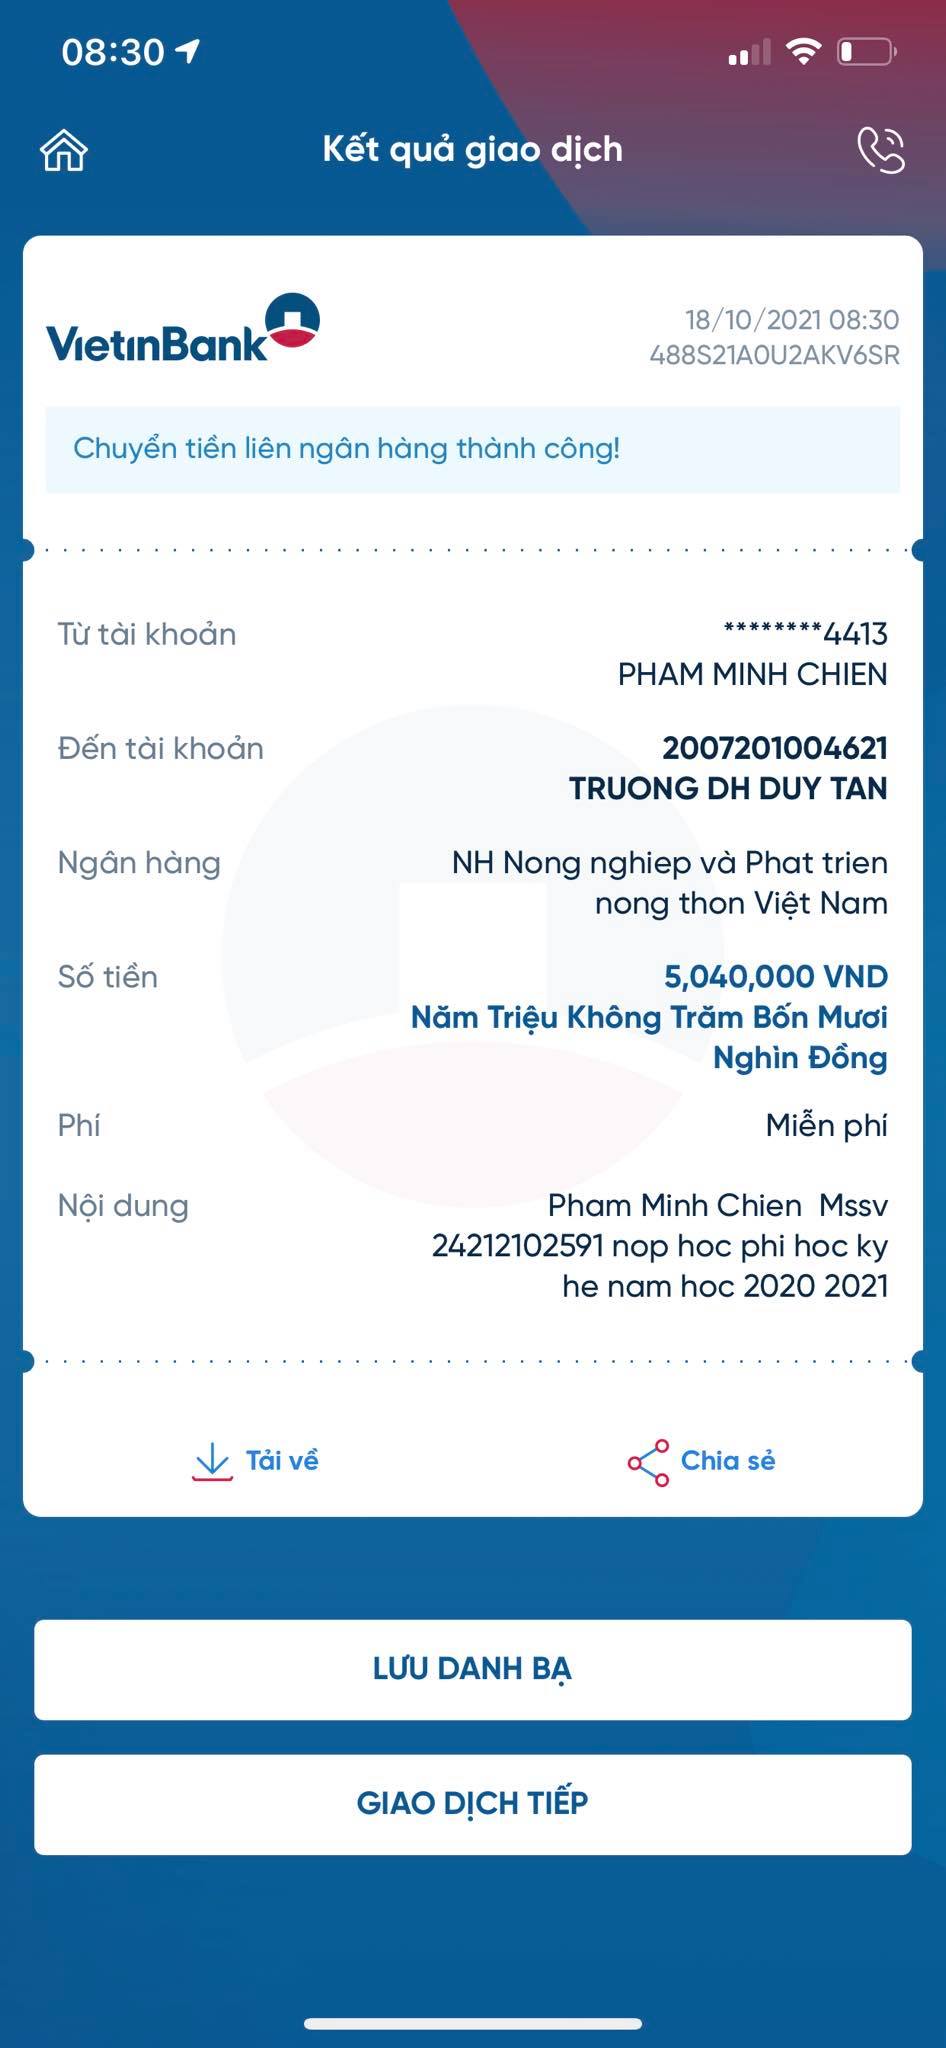 08:30
Kết quả giao dịch
VietinBank
18/10/2021 08:30
488S21A0U2AKV6SR
Chuyển tiền liên ngân hàng thành công!
Từ tài khoản
********4413
PHAM MINH CHIEN
Đến tài khoản
2007201004621
TRUONG DH DUY TAN
Ngân hàng
NH Nong nghiep và Phat trien
nong thon Việt Nam
Số tiền
5,040,000 VND
Năm Triệu Không Trăm Bốn Mươi
Nghìn Đồng
Phí
Miễn phí
Nội dung
Pham Minh Chien  Mssv
24212102591 nop hoc phi hoc ky
he nam hoc 2020 2021
Tải về
Chia sẻ
LƯU DANH BẠ
GIAO DỊCH TIẾP